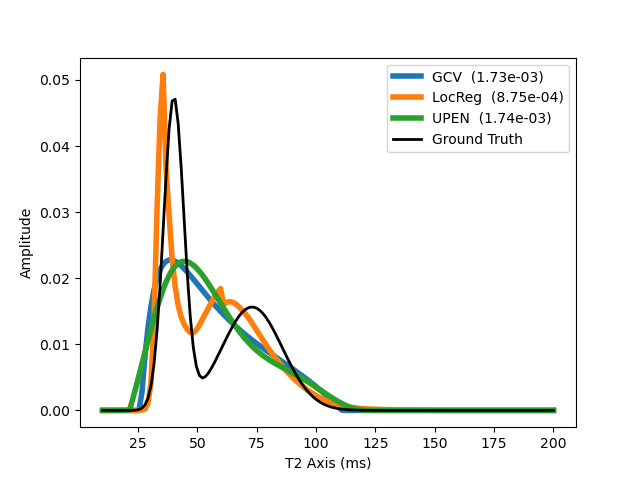 GCV (1.73e-03)
LocReg (8.75e-04)
UPEN (1.74e-03)
Ground Truth
0.05
0.04
0.03
0.02
0.01
0.00
Amplitude
25 50 75 100 125 150 175 200
T2 Axis (ms)